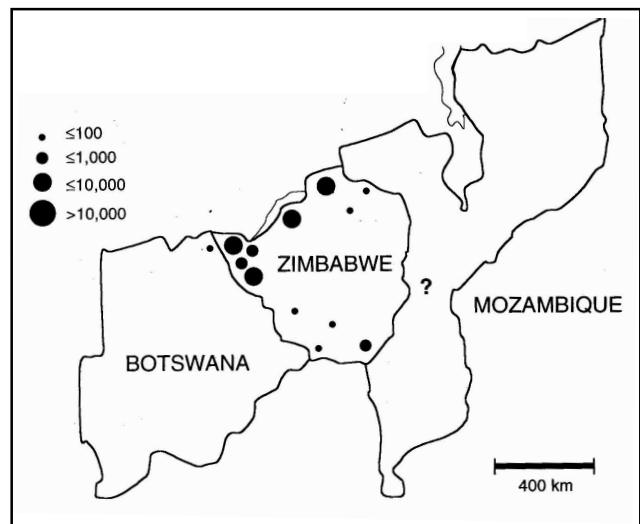 ≤100
≤1,000
≤10,000
>10,000
ZIMBABWE
?
MOZAMBIQUE
BOTSWANA
400 km